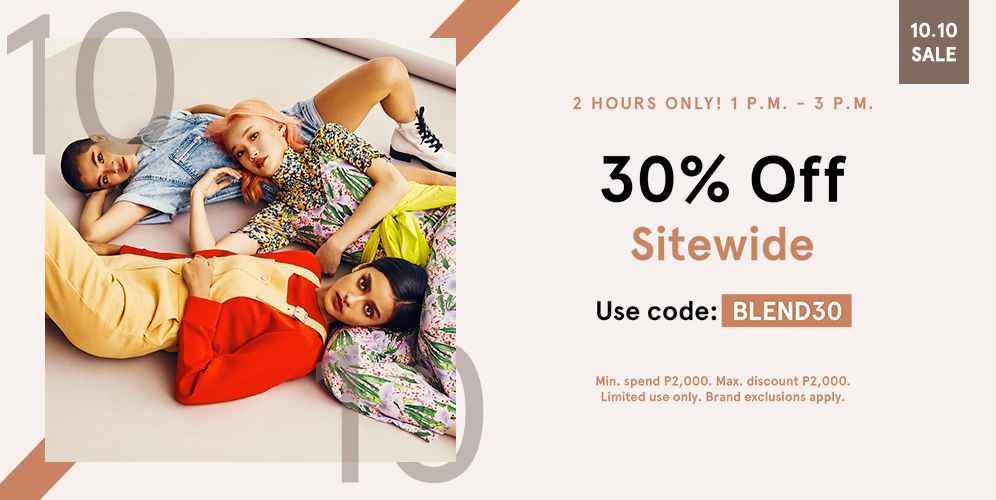 10
10.10
SALE
2 HOURS ONLY! 1 P.M. - 3 P.M.
30% Off
Sitewide
Use code: BLEND30
Min. spend P2,000. Max. discount P2,000.
Limited use only. Brand exclusions apply.
10